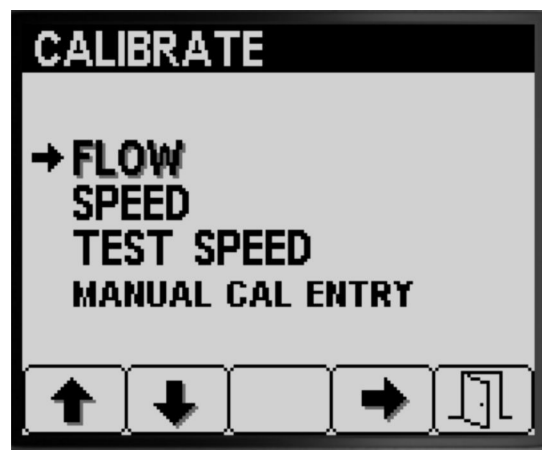 CALIBRATE
FLOW
SPEED
TEST SPEED
MANUAL CAL ENTRY